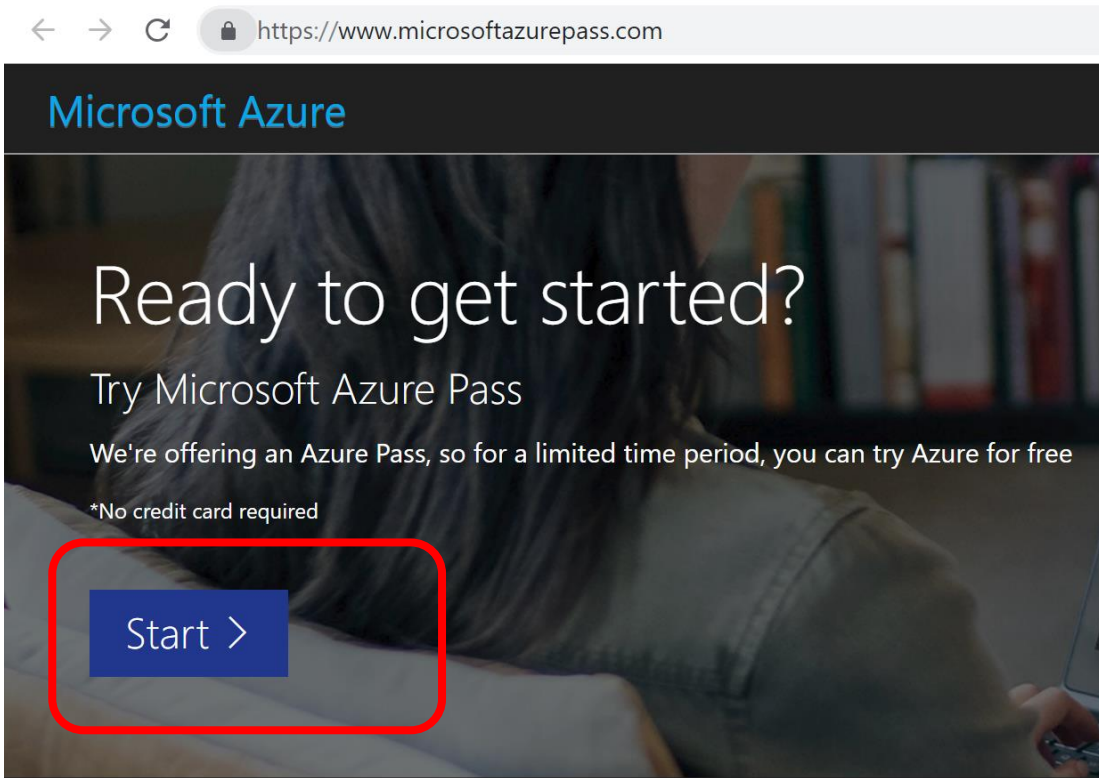 https://www.microsoftazurepass.com
Microsoft Azure
Ready to get started?
Try Microsoft Azure Pass
We're offering an Azure Pass, so for a limited time period, you can try Azure for free
*No credit card required
Start >